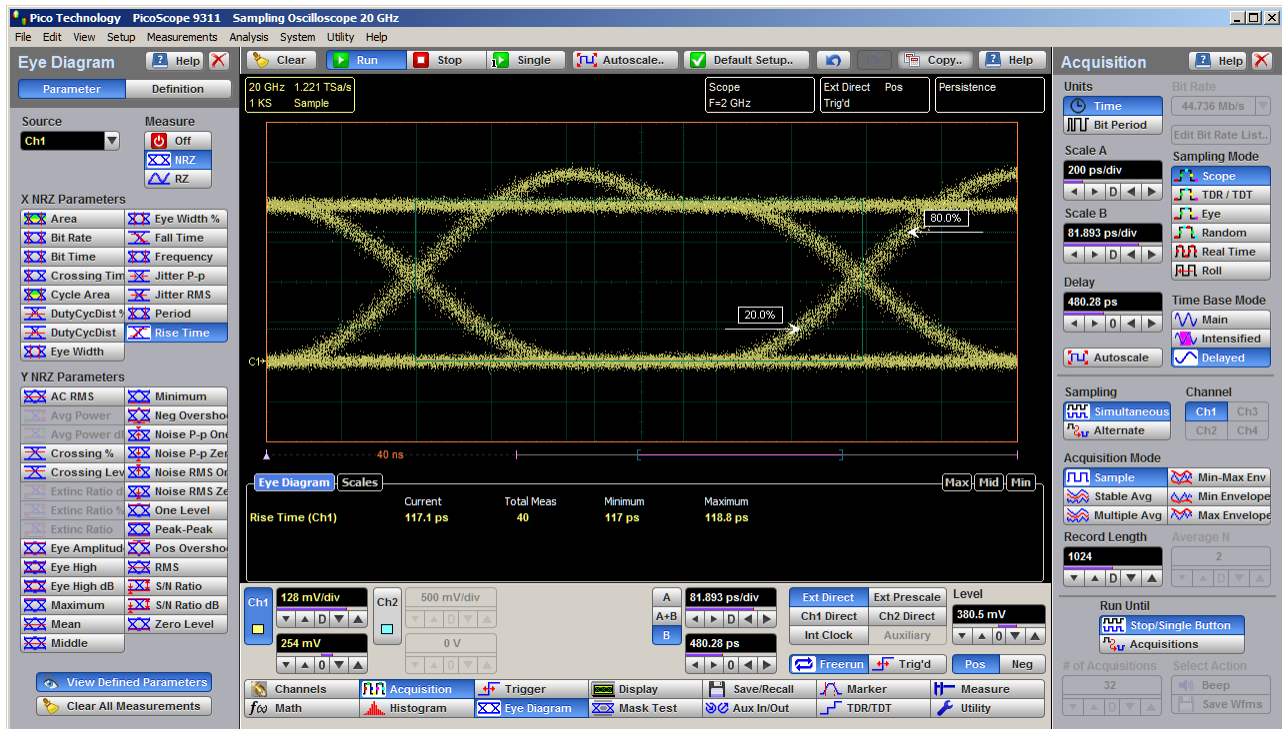 Pico Technology PicoScope 9311 Sampling Oscilloscope 20 GHz
File Edit View Setup Measurements Analysis System Utility Help
Eye Diagram Help
Parameter Definition
Source Measure
Ch1 Off
NRZ
RZ
X NRZ Parameters
Area Eye Width %
Bit Rate Fall Time
Bit Time Frequency
Crossing Tim Jitter P-p
Cycle Area Jitter RMS
DutyCycDist % Period
DutyCycDist Rise Time
Eye Width
Y NRZ Parameters
AC RMS Minimum
Avg Power Neg Oversho
Avg Power dB Noise P-p One
Crossing % Noise P-p Zer
Crossing Lev Noise RMS On
Extinc Ratio d Noise RMS Ze
Extinc Ratio % One Level
Extinc Ratio Peak-Peak
Eye Amplitud Pos Oversho
Eye High RMS
Eye High dB S/N Ratio
Maximum S/N Ratio dB
Mean Zero Level
Middle
View Defined Parameters
Clear All Measurements
Clear Run Stop Single Autoscale.. Default Setup.. Copy.. Help
20 GHz 1.221 TSa/s
1 KS Sample
Scope
F=2 GHz
Ext Direct Pos
Trig'd
Persistence
80.0%
20.0%
C1
40 ns
Eye Diagram Scales Max Mid Min
Current Total Meas Minimum Maximum
Rise Time (Ch1) 117.1 ps 40 117 ps 118.8 ps
Ch1 128 mV/div Ch2 500 mV/div
D D
254 mV 0 V
0 0
A 81.893 ps/div
A+B D
B 480.28 ps
0
Ext Direct Ext Prescale Level
Ch1 Direct Ch2 Direct 380.5 mV
Int Clock Auxiliary 0
Freerun Trig'd Pos Neg
Channels Acquisition Trigger Display Save/Recall Marker Measure
f(x) Math Histogram Eye Diagram Mask Test Aux In/Out TDR/TDT Utility
Acquisition Help
Units Bit Rate
Time 44.736 Mb/s
Bit Period Edit Bit Rate List..
Scale A Sampling Mode
200 ps/div Scope
D TDR / TDT
Scale B Eye
81.893 ps/div Random
D Real Time
Roll
Delay
480.28 ps Time Base Mode
0 Main
Intensified
Autoscale Delayed
Sampling Channel
Simultaneous Ch1 Ch3
Alternate Ch2 Ch4
Acquisition Mode
Sample Min-Max Env
Stable Avg Min Envelope
Multiple Avg Max Envelope
Record Length Average N
1024 2
D D
Run Until
Stop/Single Button
Acquisitions
# of Acquisitions Select Action
32 Beep
D Save Wfms